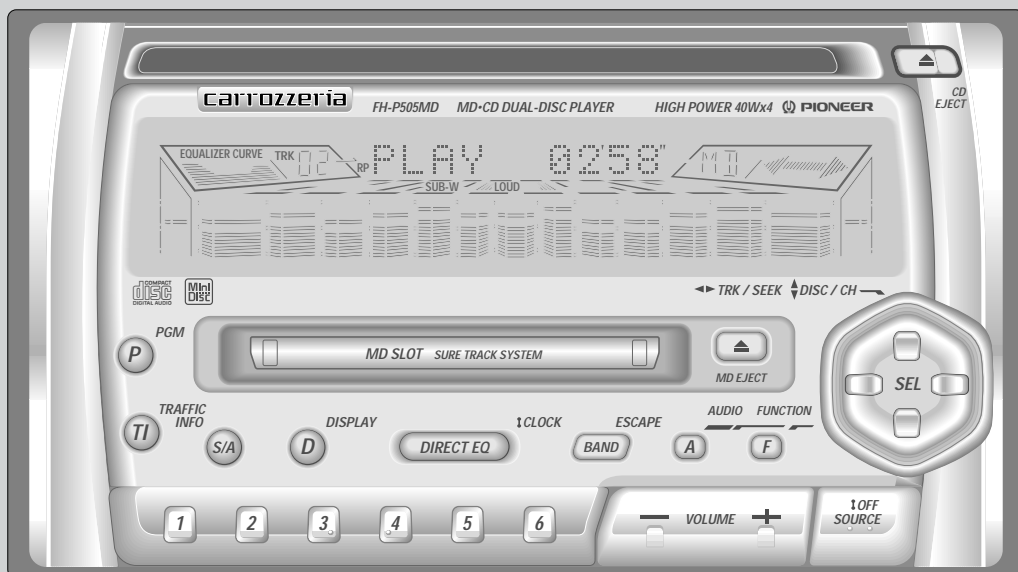 carrozzeria FH-P505MD MD•CD DUAL-DISC PLAYER HIGH POWER 40Wx4 PIONEER
CD
EJECT
EQUALIZER CURVE TRK 02 RP PLAY 02'58" MD
SUB-W LOUD
COMPACT
disc
DIGITAL AUDIO
Mini
Disc
◄► TRK / SEEK ▲▼ DISC / CH
P PGM
MD SLOT SURE TRACK SYSTEM
MD EJECT
SEL
TI TRAFFIC
INFO
S/A
D DISPLAY
DIRECT EQ
CLOCK
BAND ESCAPE
AUDIO FUNCTION
A F
1 2 3 4 5 6
VOLUME
OFF
SOURCE